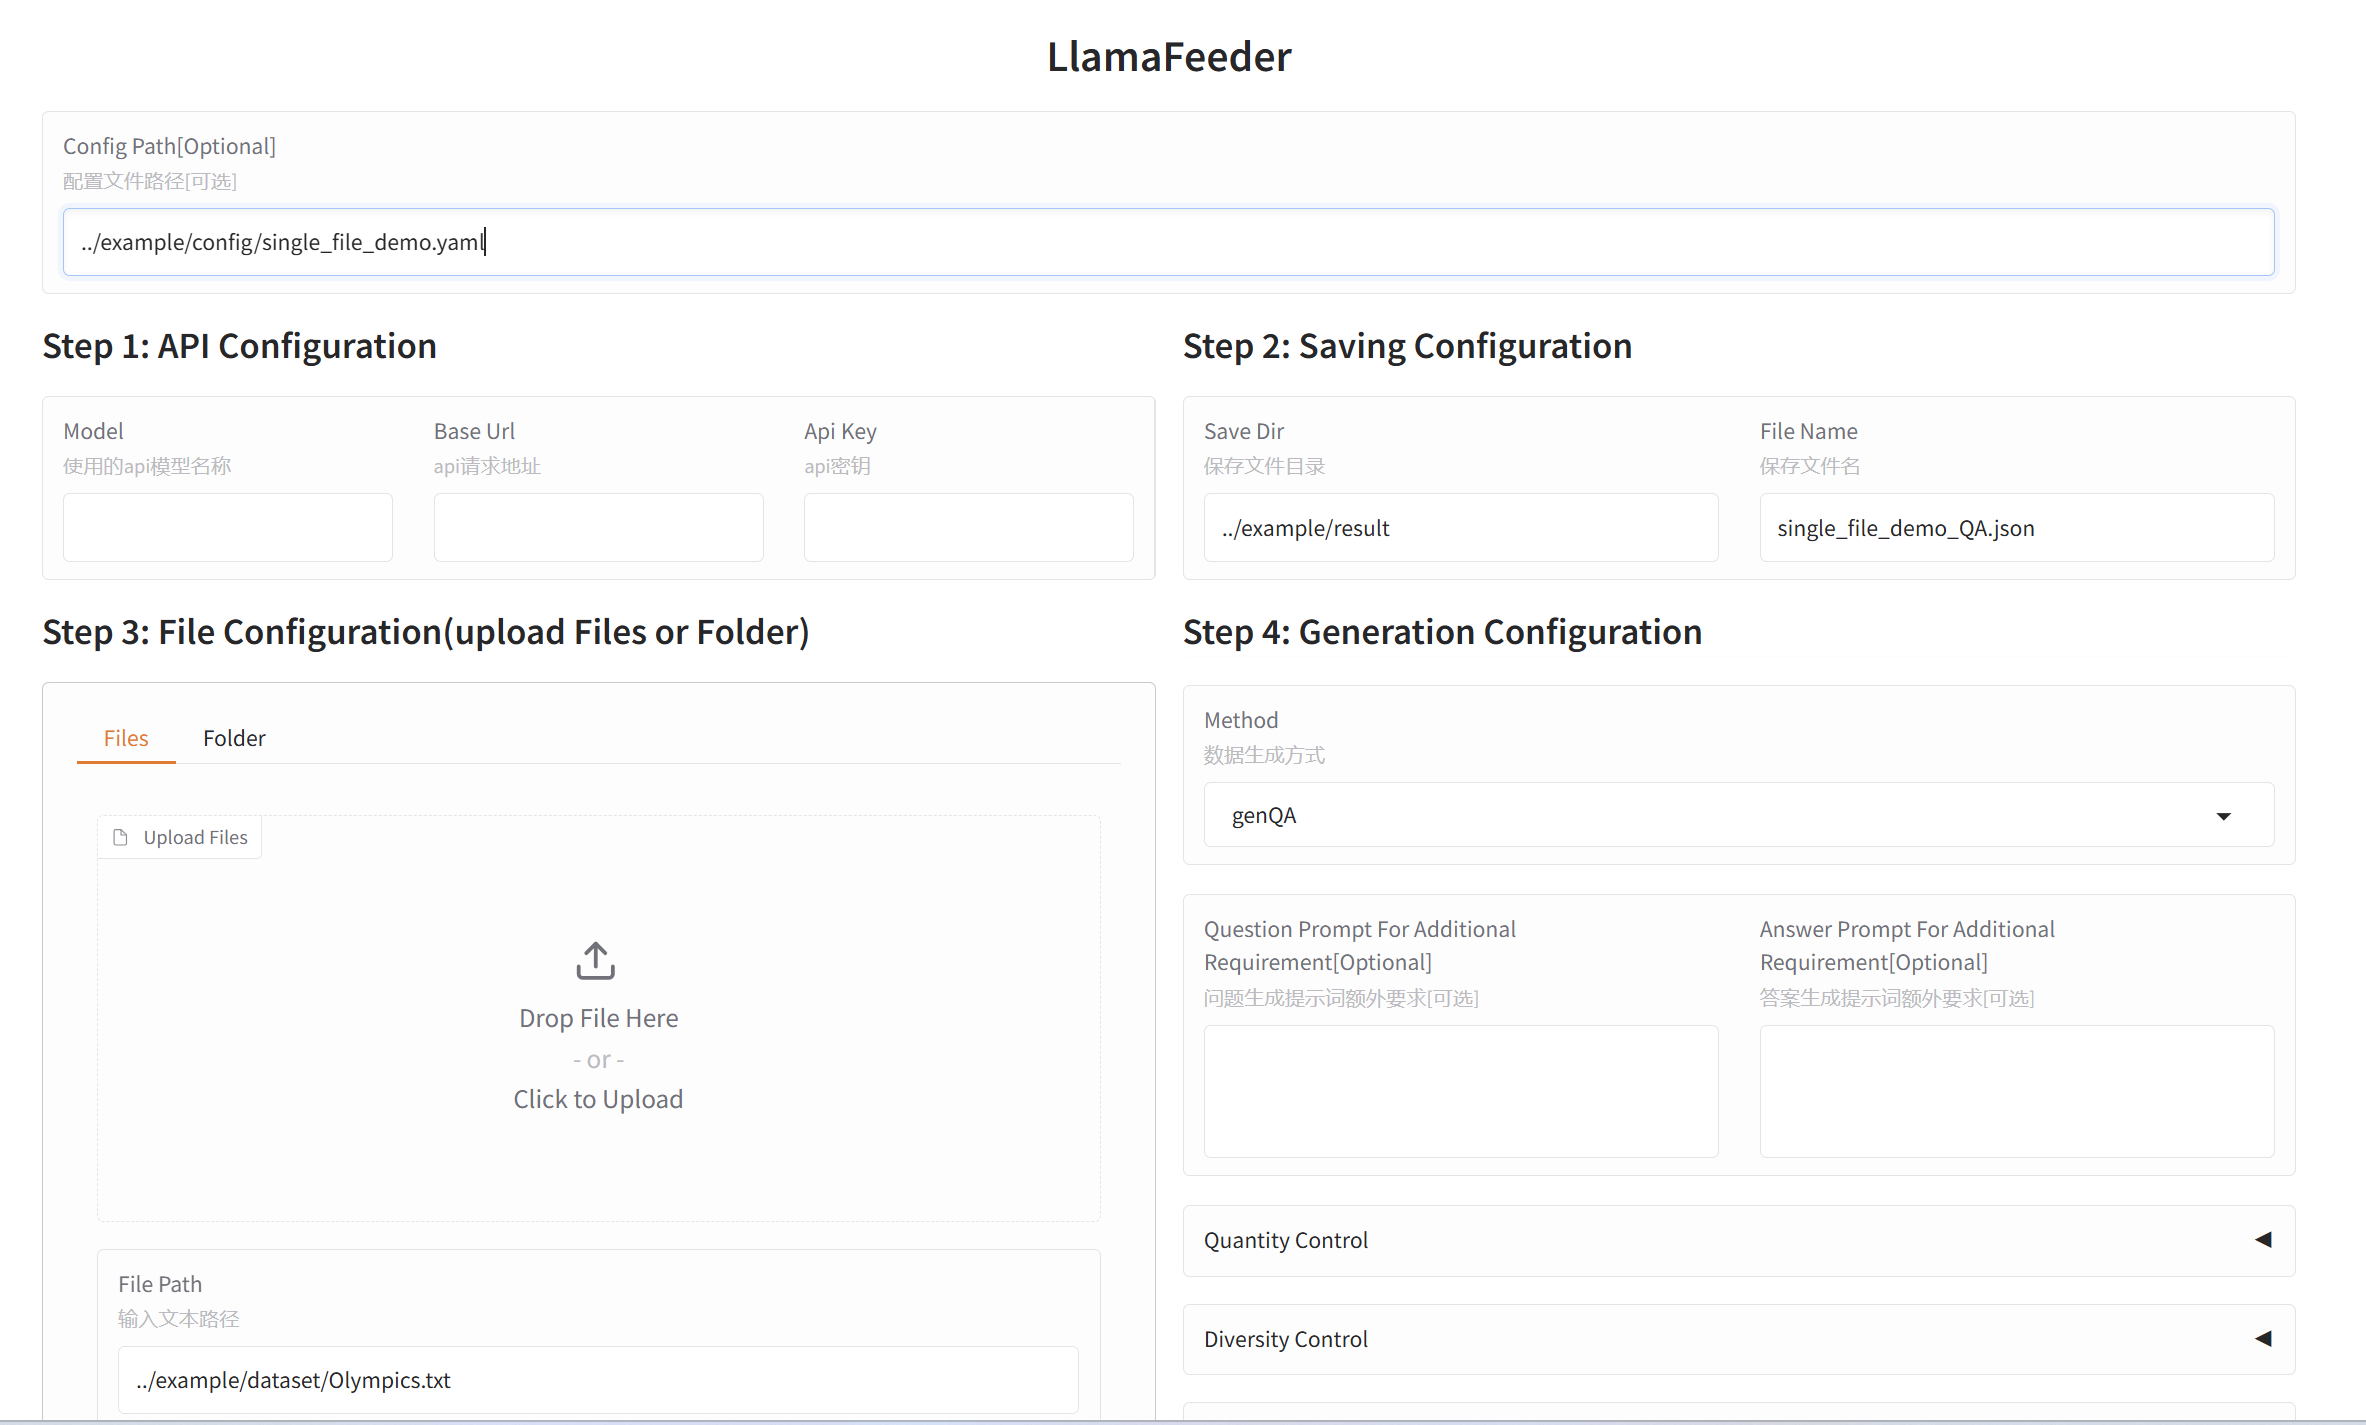 LlamaFeeder
Config Path[Optional]
配置文件路径[可选]
../example/config/single_file_demo.yaml
Step 1: API Configuration
Model
使用的api模型名称
Base Url
api请求地址
Api Key
api密钥
Step 2: Saving Configuration
Save Dir
保存文件目录
../example/result
File Name
保存文件名
single_file_demo_QA.json
Step 3: File Configuration(upload Files or Folder)
Files
Folder
Upload Files
Drop File Here
- or -
Click to Upload
File Path
输入文本路径
../example/dataset/Olympics.txt
Step 4: Generation Configuration
Method
数据生成方式
genQA
Question Prompt For Additional
Requirement[Optional]
问题生成提示词额外要求[可选]
Answer Prompt For Additional
Requirement[Optional]
答案生成提示词额外要求[可选]
Quantity Control
Diversity Control